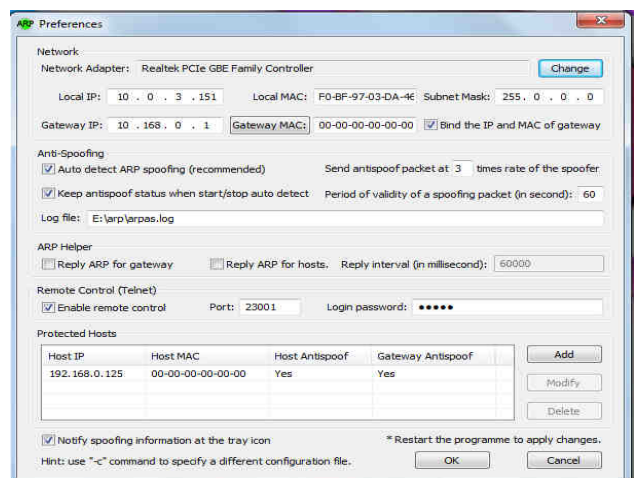 ARP Preferences
Network
Network Adapter: Realtek PCIe GBE Family Controller Change
Local IP: 10 . 0 . 3 .151 Local MAC: F0-BF-97-03-DA-4E Subnet Mask: 255. 0 . 0 . 0
Gateway IP: 10 .168. 0 . 1 Gateway MAC: 00-00-00-00-00-00 Bind the IP and MAC of gateway
Anti-Spoofing
Auto detect ARP spoofing (recommended) Send antispoof packet at 3 times rate of the spoofer
Keep antispoof status when start/stop auto detect Period of validity of a spoofing packet (in second): 60
Log file: E:\arp\arpas.log
ARP Helper
Reply ARP for gateway Reply ARP for hosts. Reply interval (in millisecond): 60000
Remote Control (Telnet)
Enable remote control Port: 23001 Login password: •••••
Protected Hosts
Host IP Host MAC Host Antispoof Gateway Antispoof Add
192.168.0.125 00-00-00-00-00-00 Yes Yes
Modify
Delete
Notify spoofing information at the tray icon * Restart the programme to apply changes.
Hint: use "-c" command to specify a different configuration file. OK Cancel